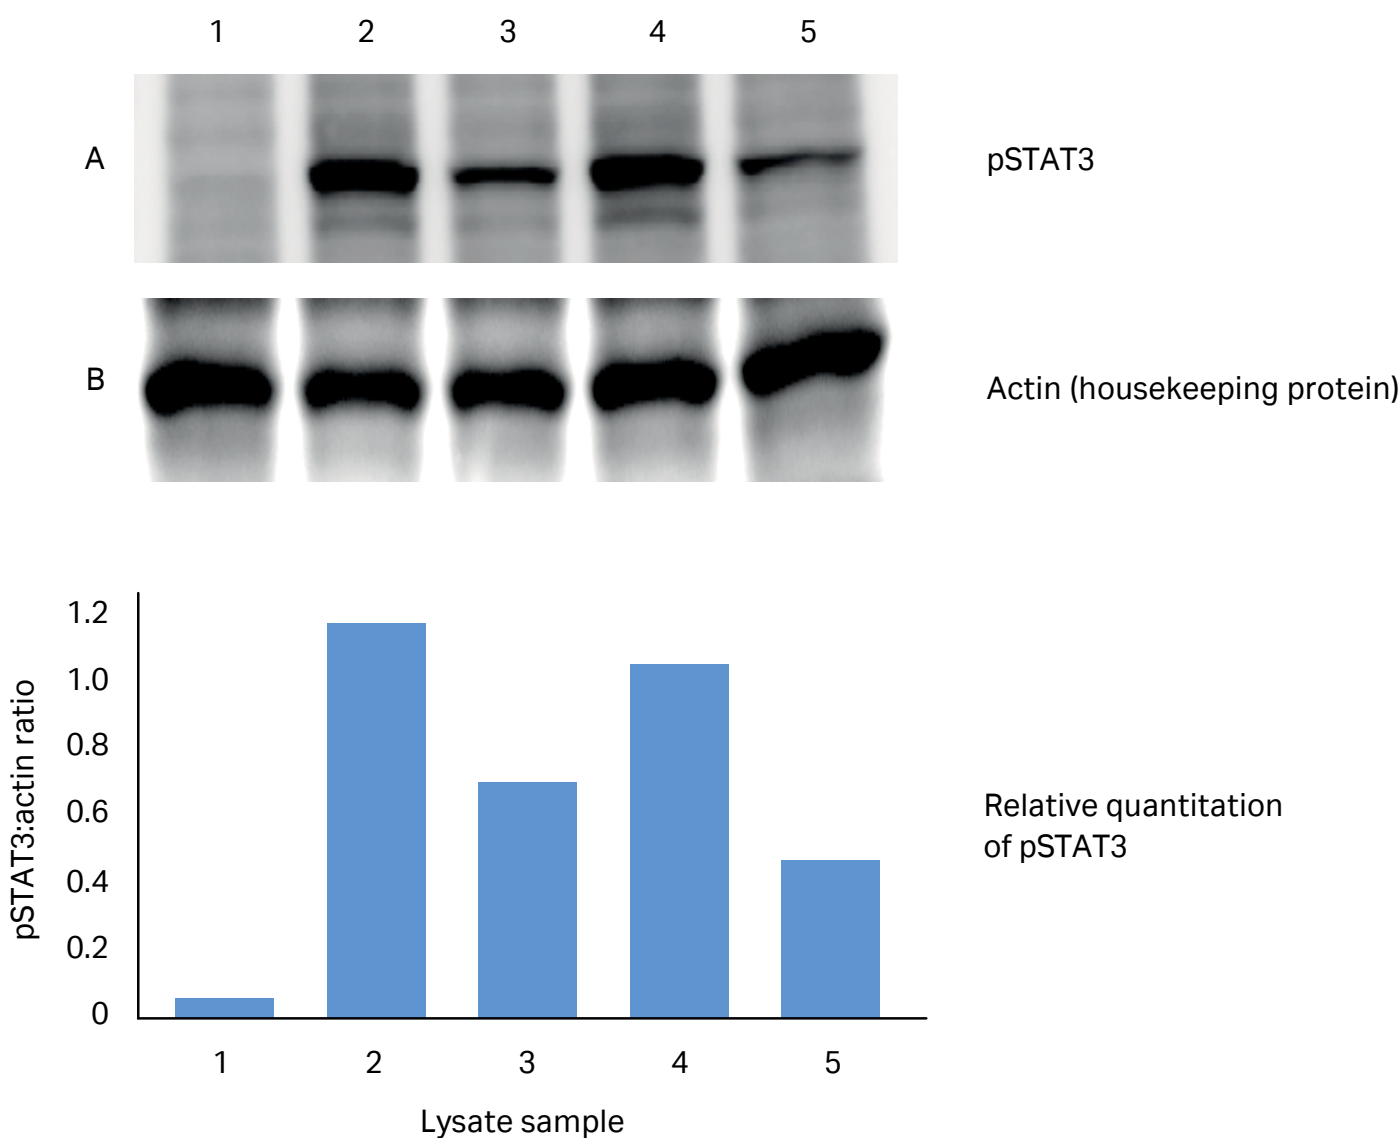 1 2 3 4 5
A
pSTAT3
B
Actin (housekeeping protein)
1.2
1.0
0.8
0.6
0.4
0.2
0
pSTAT3:actin ratio
Relative quantitation
of pSTAT3
1 2 3 4 5
Lysate sample